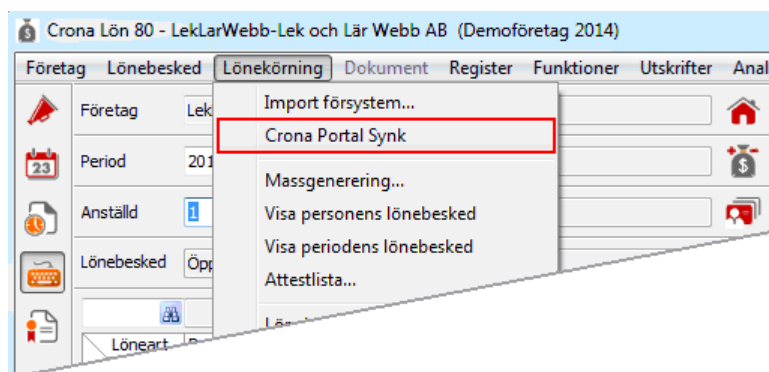 Crona Lön 80 - LekLarWebb-Lek och Lär Webb AB (Demoföretag 2014)
Företag Lönebesked Lönekörning Dokument Register Funktioner Utskrifter Anal
Import försystem...
Företag Lek
Crona Portal Synk
23 Period 201
Massgenerering...
Anställd 1
Visa personens lönebesked
Visa periodens lönebesked
Lönebesked Öpp
Attestlista...
Löneart